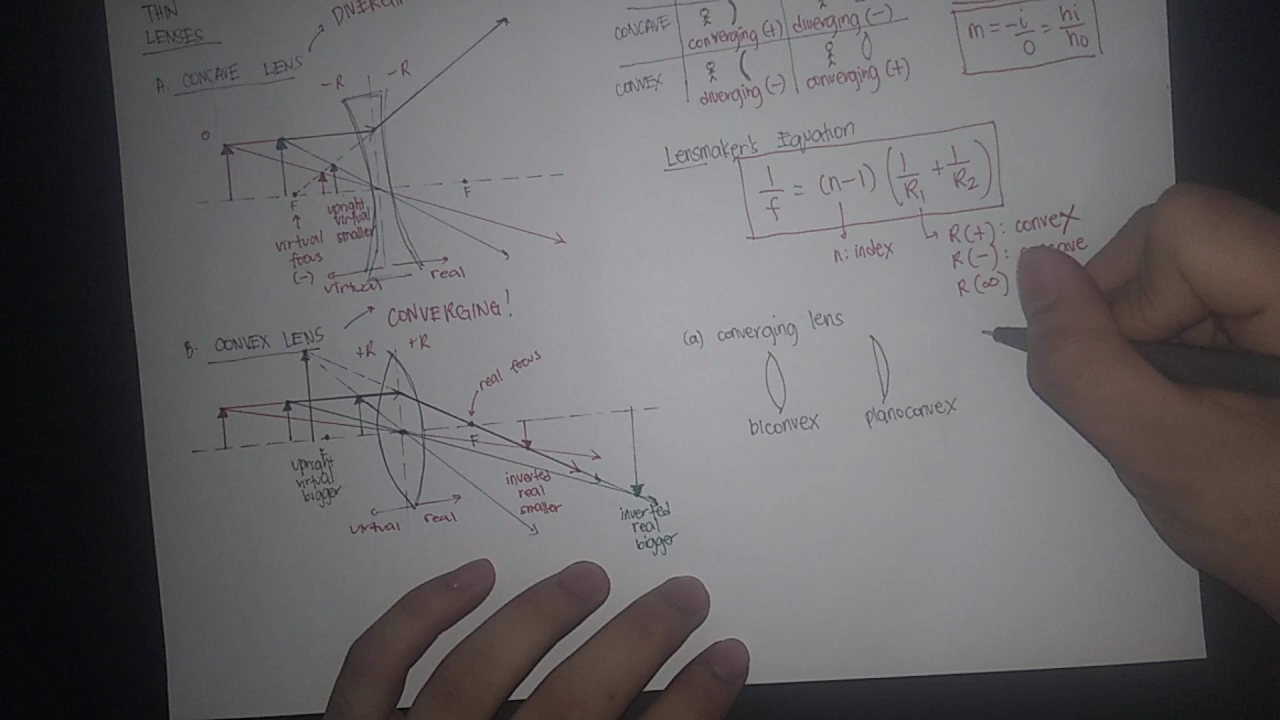 THIN
LENSES
A. CONCAVE LENS
-R
-R
O
F
F
virtual
focus
(-)
upright
virtual
smaller
virtual
real
B. CONVEX LENS
CONVERGING!
+R
+R
real focus
F
F
upright
virtual
bigger
virtual
real
inverted
real
smaller
inverted
real
bigger
CONCAVE
converging (+)
diverging (-)
CONVEX
diverging (-)
converging (+)
m = -i/o = hi/ho
Lensmaker's Equation
1/f = (n-1) (1/R1 + 1/R2)
n: index
R(+): convex
R(-):
R(∞)
(a) converging lens
biconvex
planoconvex